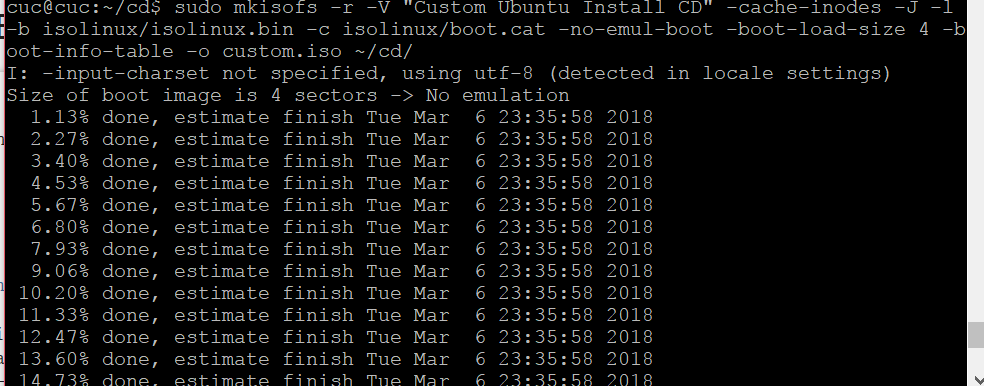 cuc@cuc:~/cd$ sudo mkisofs -r -V "Custom Ubuntu Install CD" -cache-inodes -J -l
-b isolinux/isolinux.bin -c isolinux/boot.cat -no-emul-boot -boot-load-size 4 -b
oot-info-table -o custom.iso ~/cd/
I: -input-charset not specified, using utf-8 (detected in locale settings)
Size of boot image is 4 sectors -> No emulation
  1.13% done, estimate finish Tue Mar  6 23:35:58 2018
  2.27% done, estimate finish Tue Mar  6 23:35:58 2018
  3.40% done, estimate finish Tue Mar  6 23:35:58 2018
  4.53% done, estimate finish Tue Mar  6 23:35:58 2018
  5.67% done, estimate finish Tue Mar  6 23:35:58 2018
  6.80% done, estimate finish Tue Mar  6 23:35:58 2018
  7.93% done, estimate finish Tue Mar  6 23:35:58 2018
  9.06% done, estimate finish Tue Mar  6 23:35:58 2018
 10.20% done, estimate finish Tue Mar  6 23:35:58 2018
 11.33% done, estimate finish Tue Mar  6 23:35:58 2018
 12.47% done, estimate finish Tue Mar  6 23:35:58 2018
 13.60% done, estimate finish Tue Mar  6 23:35:58 2018
 14.73% done, estimate finish Tue Mar  6 23:35:58 2018